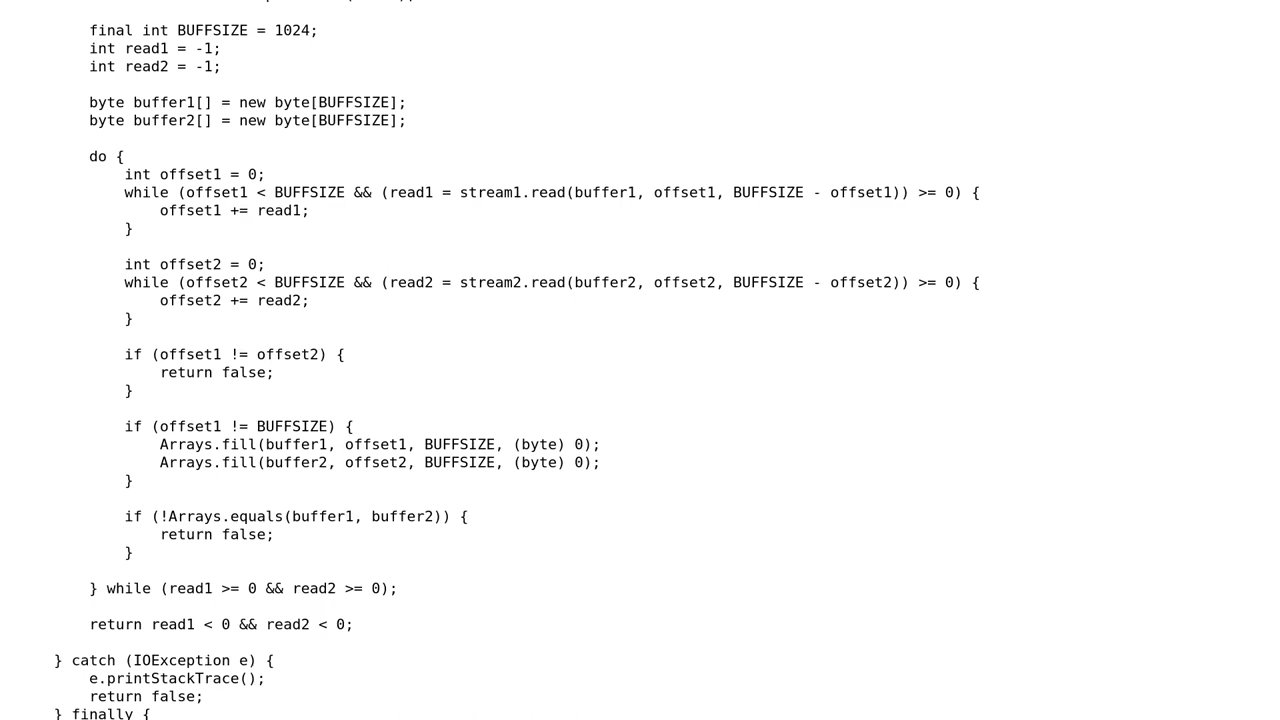 final int BUFFSIZE = 1024;
int read1 = -1;
int read2 = -1;
byte buffer1[] = new byte[BUFFSIZE];
byte buffer2[] = new byte[BUFFSIZE];
do {
int offset1 = 0;
while (offset1 < BUFFSIZE && (read1 = stream1.read(buffer1, offset1, BUFFSIZE - offset1)) >= 0) {
offset1 += read1;
}
int offset2 = 0;
while (offset2 < BUFFSIZE && (read2 = stream2.read(buffer2, offset2, BUFFSIZE - offset2)) >= 0) {
offset2 += read2;
}
if (offset1 != offset2) {
return false;
}
if (offset1 != BUFFSIZE) {
Arrays.fill(buffer1, offset1, BUFFSIZE, (byte) 0);
Arrays.fill(buffer2, offset2, BUFFSIZE, (byte) 0);
}
if (!Arrays.equals(buffer1, buffer2)) {
return false;
}
} while (read1 >= 0 && read2 >= 0);
return read1 < 0 && read2 < 0;
} catch (IOException e) {
e.printStackTrace();
return false;
} finally {